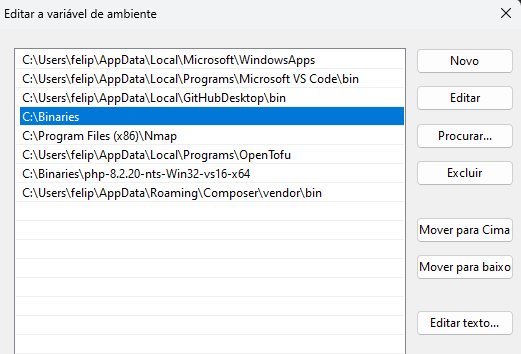 Editar a variável de ambiente
C:\Users\felip\AppData\Local\Microsoft\WindowsApps
C:\Users\felip\AppData\Local\Programs\Microsoft VS Code\bin
C:\Users\felip\AppData\Local\GitHubDesktop\bin
C:\Binaries
C:\Program Files (x86)\Nmap
C:\Users\felip\AppData\Local\Programs\OpenTofu
C:\Binaries\php-8.2.20-nts-Win32-vs16-x64
C:\Users\felip\AppData\Roaming\Composer\vendor\bin
Novo
Editar
Procurar...
Excluir
Mover para Cima
Mover para baixo
Editar texto...